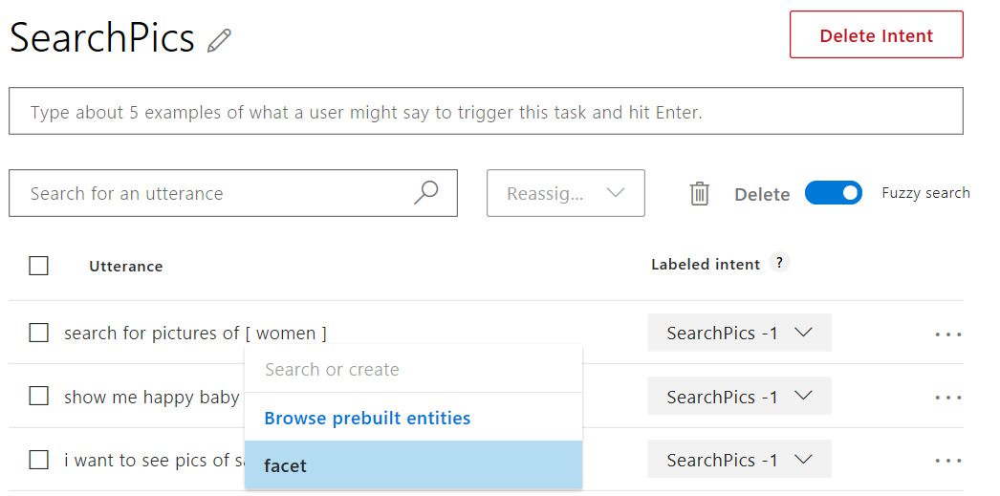 SearchPics
Delete Intent
Type about 5 examples of what a user might say to trigger this task and hit Enter.
Search for an utterance
Reassig...
Delete
Fuzzy search
Utterance
Labeled intent ?
search for pictures of [ women ]
SearchPics -1
Search or create
show me happy baby
SearchPics -1
Browse prebuilt entities
i want to see pics of
SearchPics -1
facet